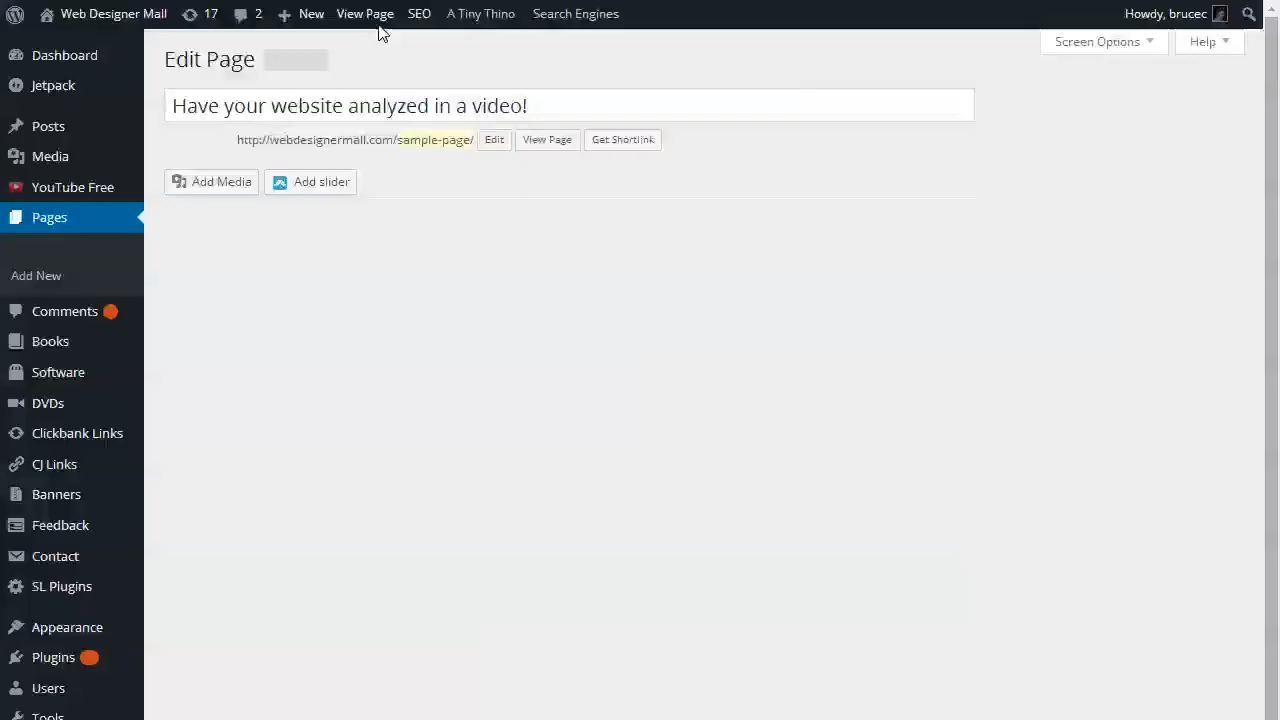 Web Designer Mall 17 2 New View Page SEO A Tiny Thino Search Engines Howdy, brucec
Screen Options Help
Edit Page
Have your website analyzed in a video!
http://webdesignermall.com/sample-page/ Edit View Page Get Shortlink
Add Media Add slider
Dashboard
Jetpack
Posts
Media
YouTube Free
Pages
Add New
Comments
Books
Software
DVDs
Clickbank Links
CJ Links
Banners
Feedback
Contact
SL Plugins
Appearance
Plugins
Users
Tools